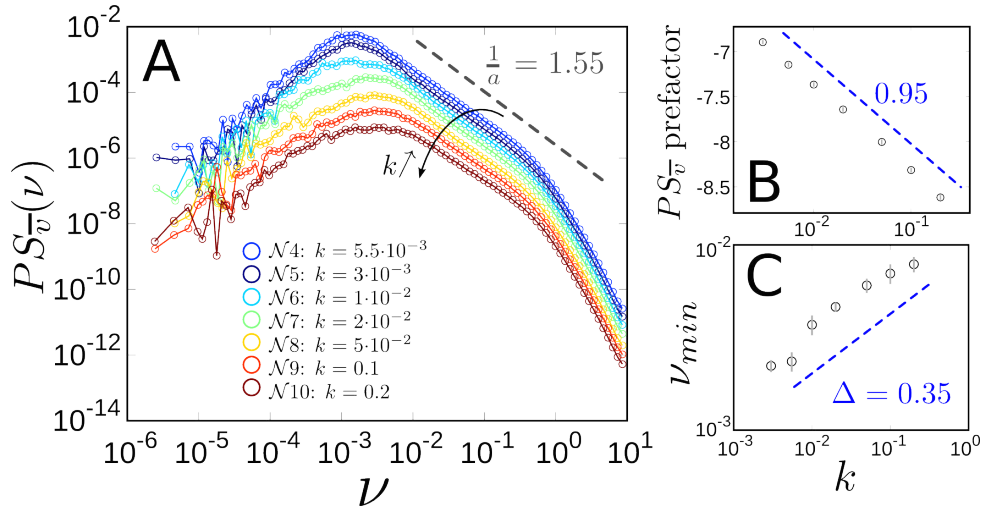 A
10^-2
10^-4
10^-6
10^-8
10^-10
10^-12
10^-14
PS_v̅(ν)
1/a = 1.55
k↗
𝒩4: k = 5.5·10^-3
𝒩5: k = 3·10^-3
𝒩6: k = 1·10^-2
𝒩7: k = 2·10^-2
𝒩8: k = 5·10^-2
𝒩9: k = 0.1
𝒩10: k = 0.2
10^-6 10^-5 10^-4 10^-3 10^-2 10^-1 10^0 10^1
ν
B
PS_v̅ prefactor
-7
-7.5
-8
-8.5
0.95
10^-2 10^-1
C
ν_min
10^-2
10^-3
Δ = 0.35
10^-3 10^-2 10^-1 10^0
k